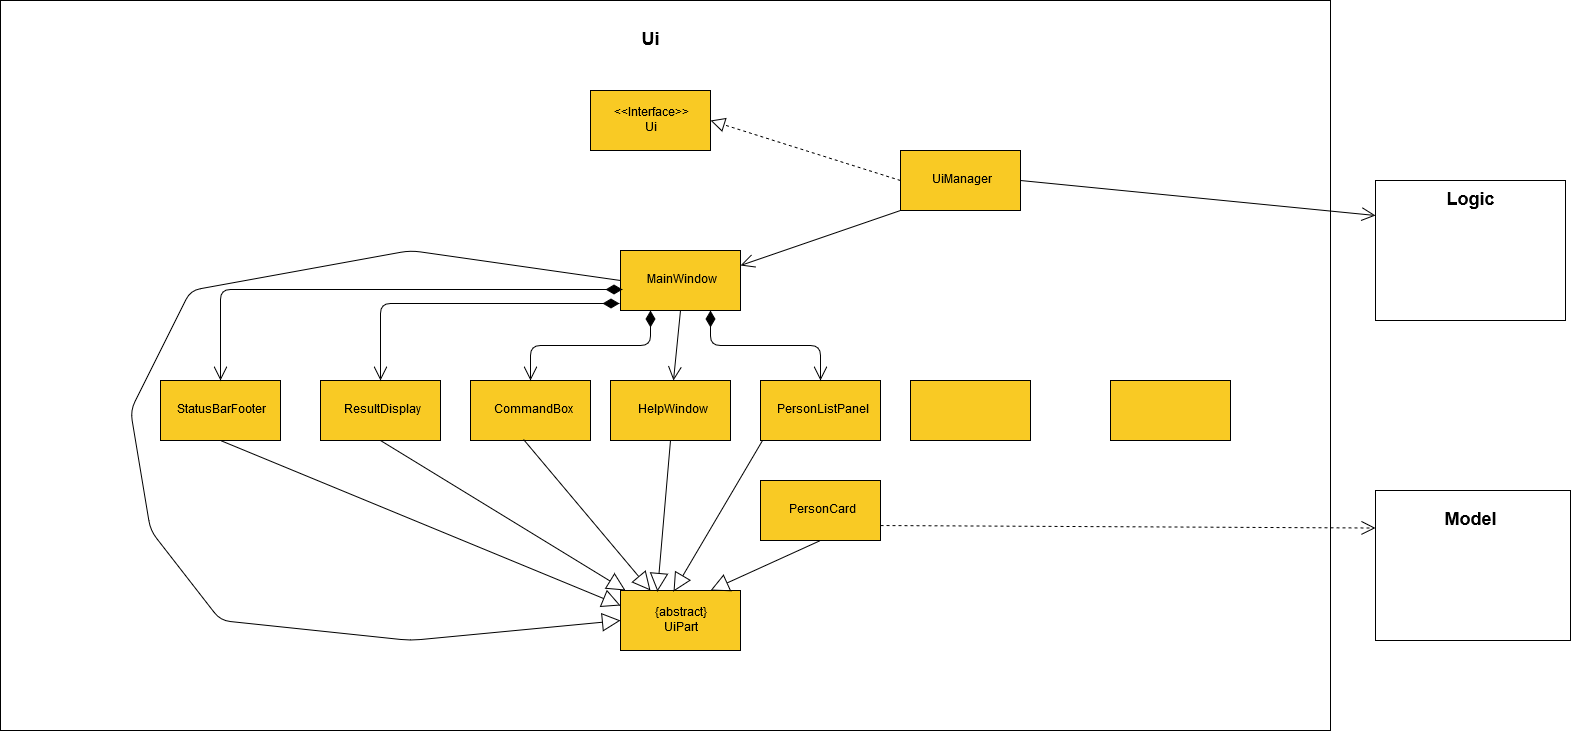 Ui
<<Interface>>
Ui
UiManager
Logic
MainWindow
StatusBarFooter
ResultDisplay
CommandBox
HelpWindow
PersonListPanel
PersonCard
Model
{abstract}
UiPart